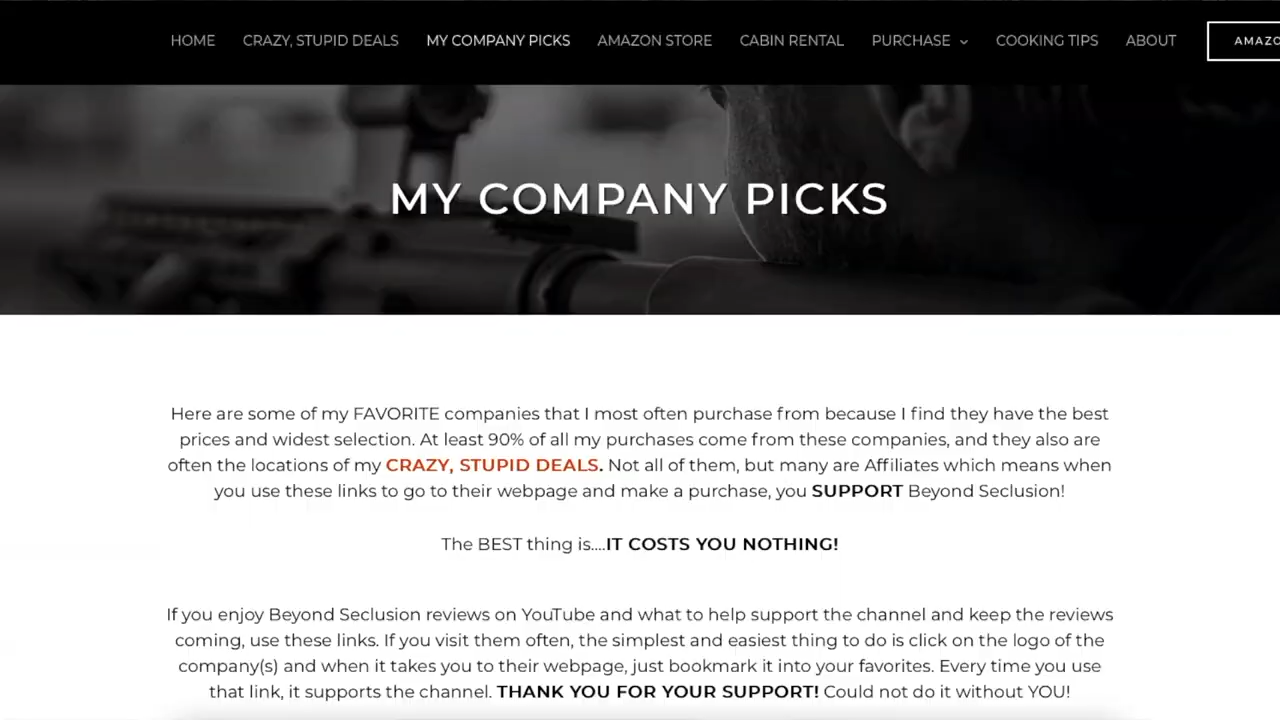 HOME CRAZY, STUPID DEALS MY COMPANY PICKS AMAZON STORE CABIN RENTAL PURCHASE COOKING TIPS ABOUT AMAZO
MY COMPANY PICKS
Here are some of my FAVORITE companies that I most often purchase from because I find they have the best
prices and widest selection. At least 90% of all my purchases come from these companies, and they also are
often the locations of my CRAZY, STUPID DEALS. Not all of them, but many are Affiliates which means when
you use these links to go to their webpage and make a purchase, you SUPPORT Beyond Seclusion!
The BEST thing is....IT COSTS YOU NOTHING!
If you enjoy Beyond Seclusion reviews on YouTube and what to help support the channel and keep the reviews
coming, use these links. If you visit them often, the simplest and easiest thing to do is click on the logo of the
company(s) and when it takes you to their webpage, just bookmark it into your favorites. Every time you use
that link, it supports the channel. THANK YOU FOR YOUR SUPPORT! Could not do it without YOU!